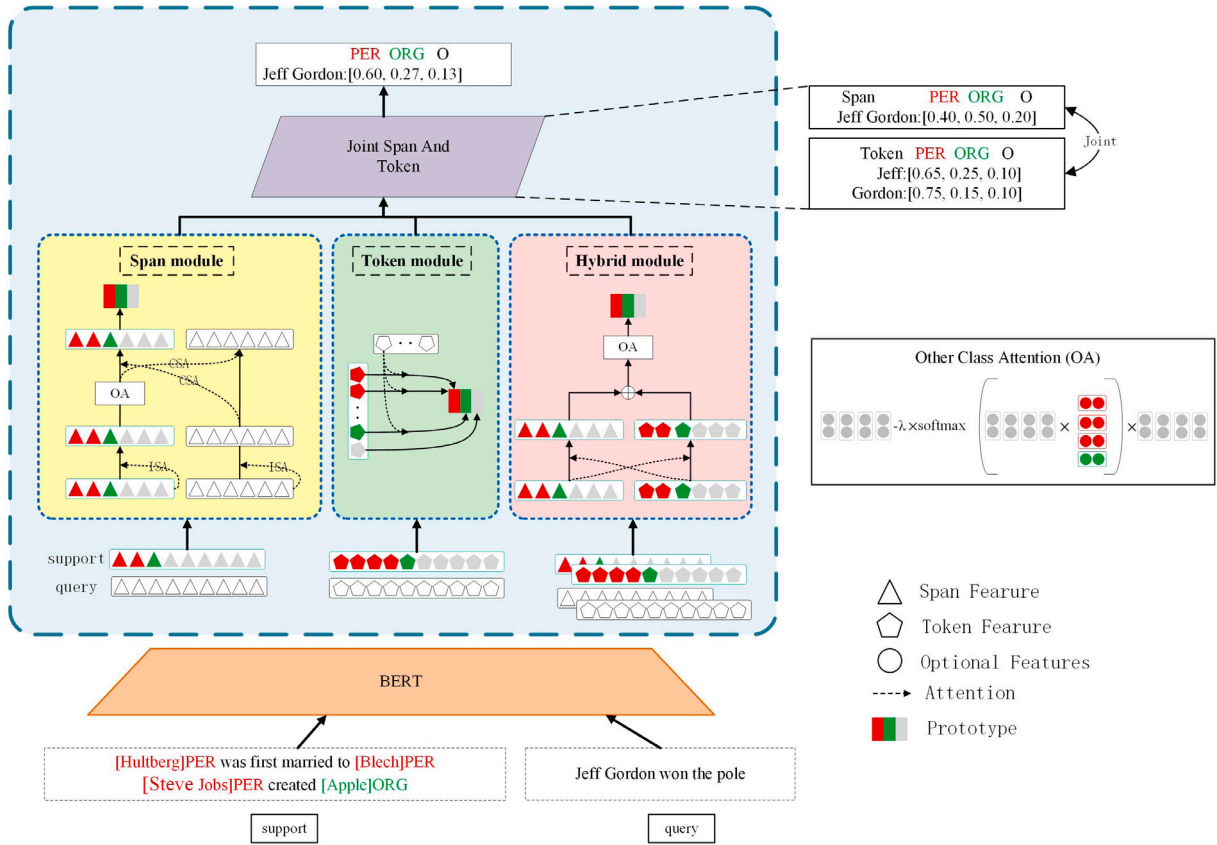 PER ORG O
Jeff Gordon:[0.60, 0.27, 0.13]
Joint Span And
Token
Span PER ORG O
Jeff Gordon:[0.40, 0.50, 0.20]
Joint
Token PER ORG O
Jeff:[0.65, 0.25, 0.10]
Gordon:[0.75, 0.15, 0.10]
Span module
CSA
CSA
OA
ISA
ISA
Token module
Hybrid module
OA
Other Class Attention (OA)
-λ×softmax
×
×
support
query
Span Fearure
Token Fearure
Optional Features
Attention
Prototype
BERT
[Hultberg]PER was first married to [Blech]PER
[Steve Jobs]PER created [Apple]ORG
Jeff Gordon won the pole
support
query